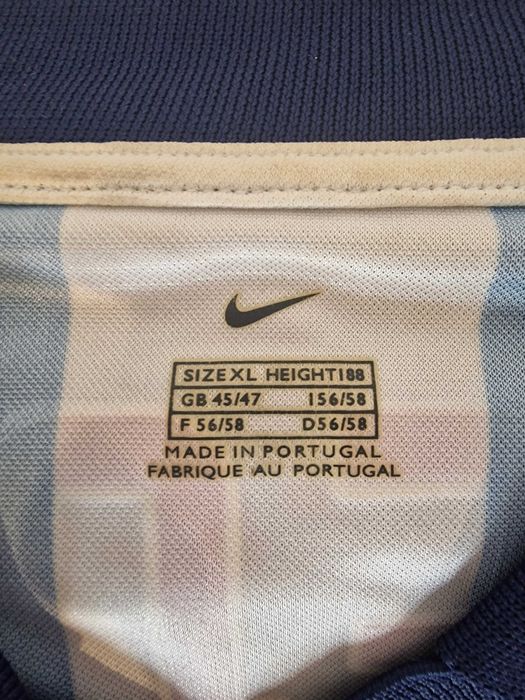 SIZE XL HEIGHT 188
GB 45/47 I 56/58
F 56/58 D 56/58
MADE IN PORTUGAL
FABRIQUE AU PORTUGAL